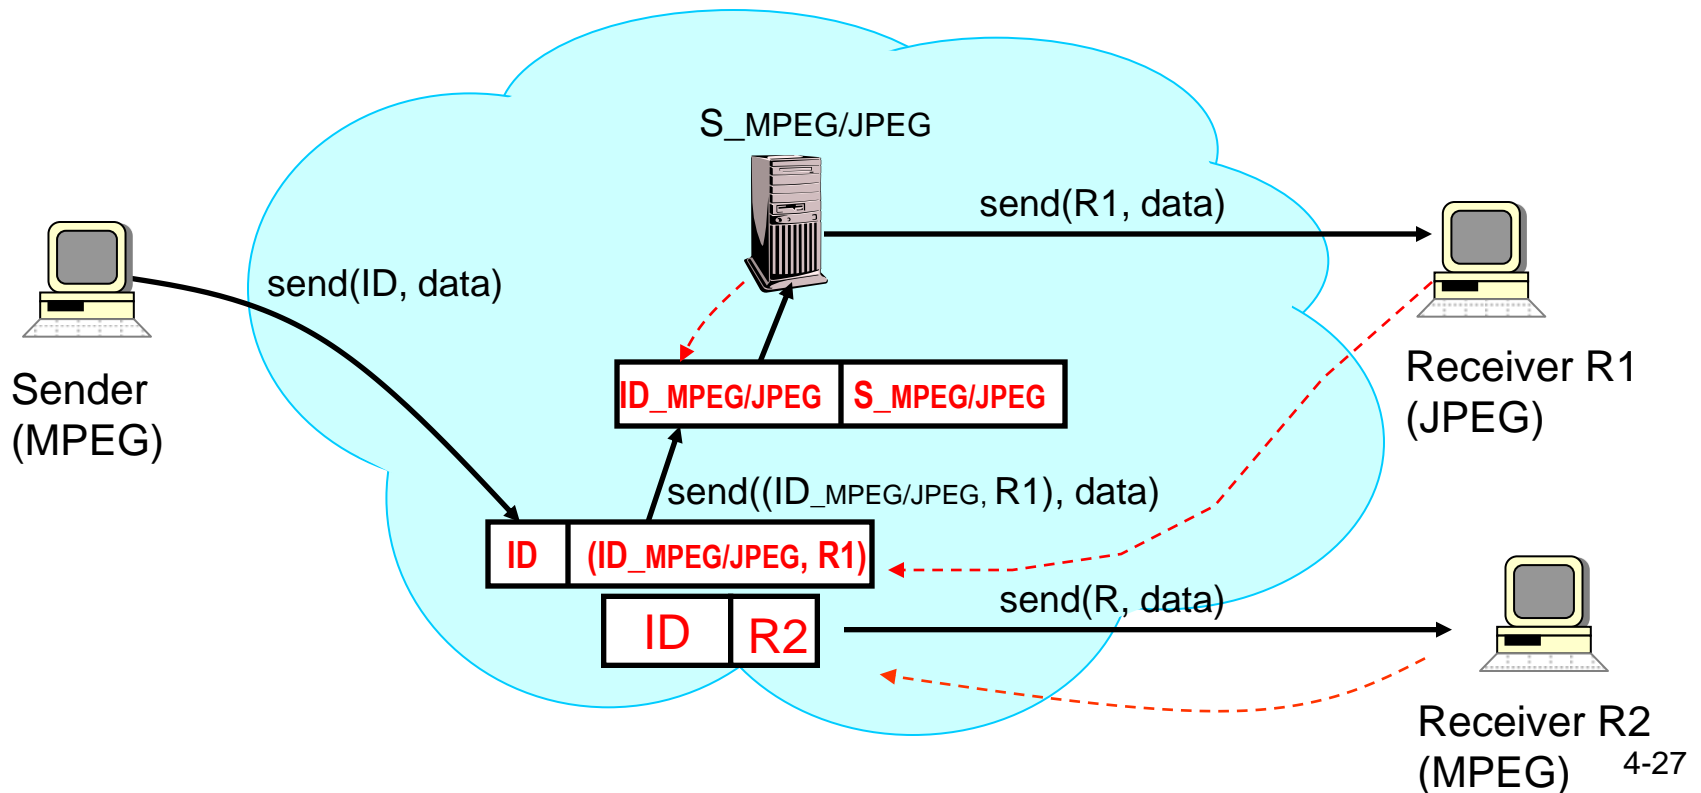 S_MPEG/JPEG
send(R1, data)
send(ID, data)
Sender
(MPEG)
Receiver R1
(JPEG)
ID_MPEG/JPEG S_MPEG/JPEG
send((ID_MPEG/JPEG, R1), data)
ID (ID_MPEG/JPEG, R1)
send(R, data)
ID R2
Receiver R2
(MPEG)
4-27